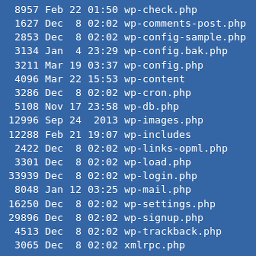 8957 Feb 22 01:50 wp-check.php
1627 Dec  8 02:02 wp-comments-post.php
2853 Dec  8 02:02 wp-config-sample.php
3134 Jan  4 23:29 wp-config.bak.php
3211 Mar 19 03:37 wp-config.php
4096 Mar 22 15:53 wp-content
3286 Dec  8 02:02 wp-cron.php
5108 Nov 17 23:58 wp-db.php
12996 Sep 24  2013 wp-images.php
12288 Feb 21 19:07 wp-includes
2422 Dec  8 02:02 wp-links-opml.php
3301 Dec  8 02:02 wp-load.php
33939 Dec  8 02:02 wp-login.php
8048 Jan 12 03:25 wp-mail.php
16250 Dec  8 02:02 wp-settings.php
29896 Dec  8 02:02 wp-signup.php
4513 Dec  8 02:02 wp-trackback.php
3065 Dec  8 02:02 xmlrpc.php